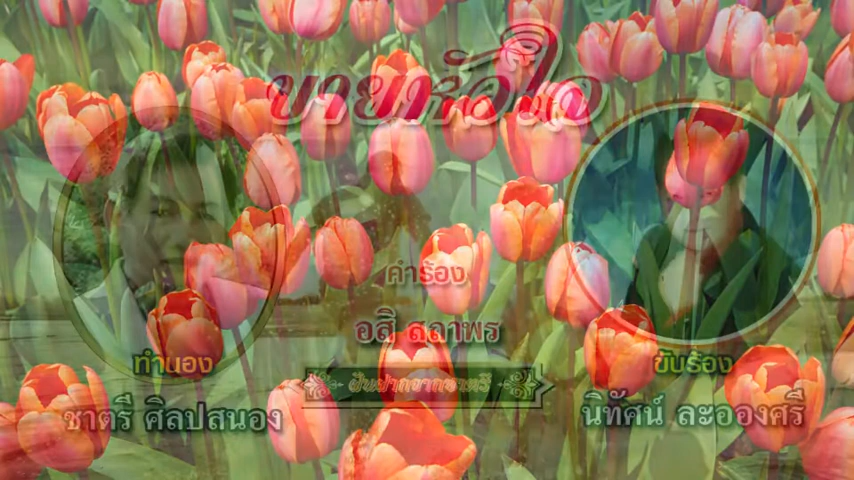 นายหัวใจ
คำร้อง
อสิ สถาพร
ทำนอง
ชาตรี ศิลปสนอง
ขับร้อง
นิทัศน์ ละอองศรี